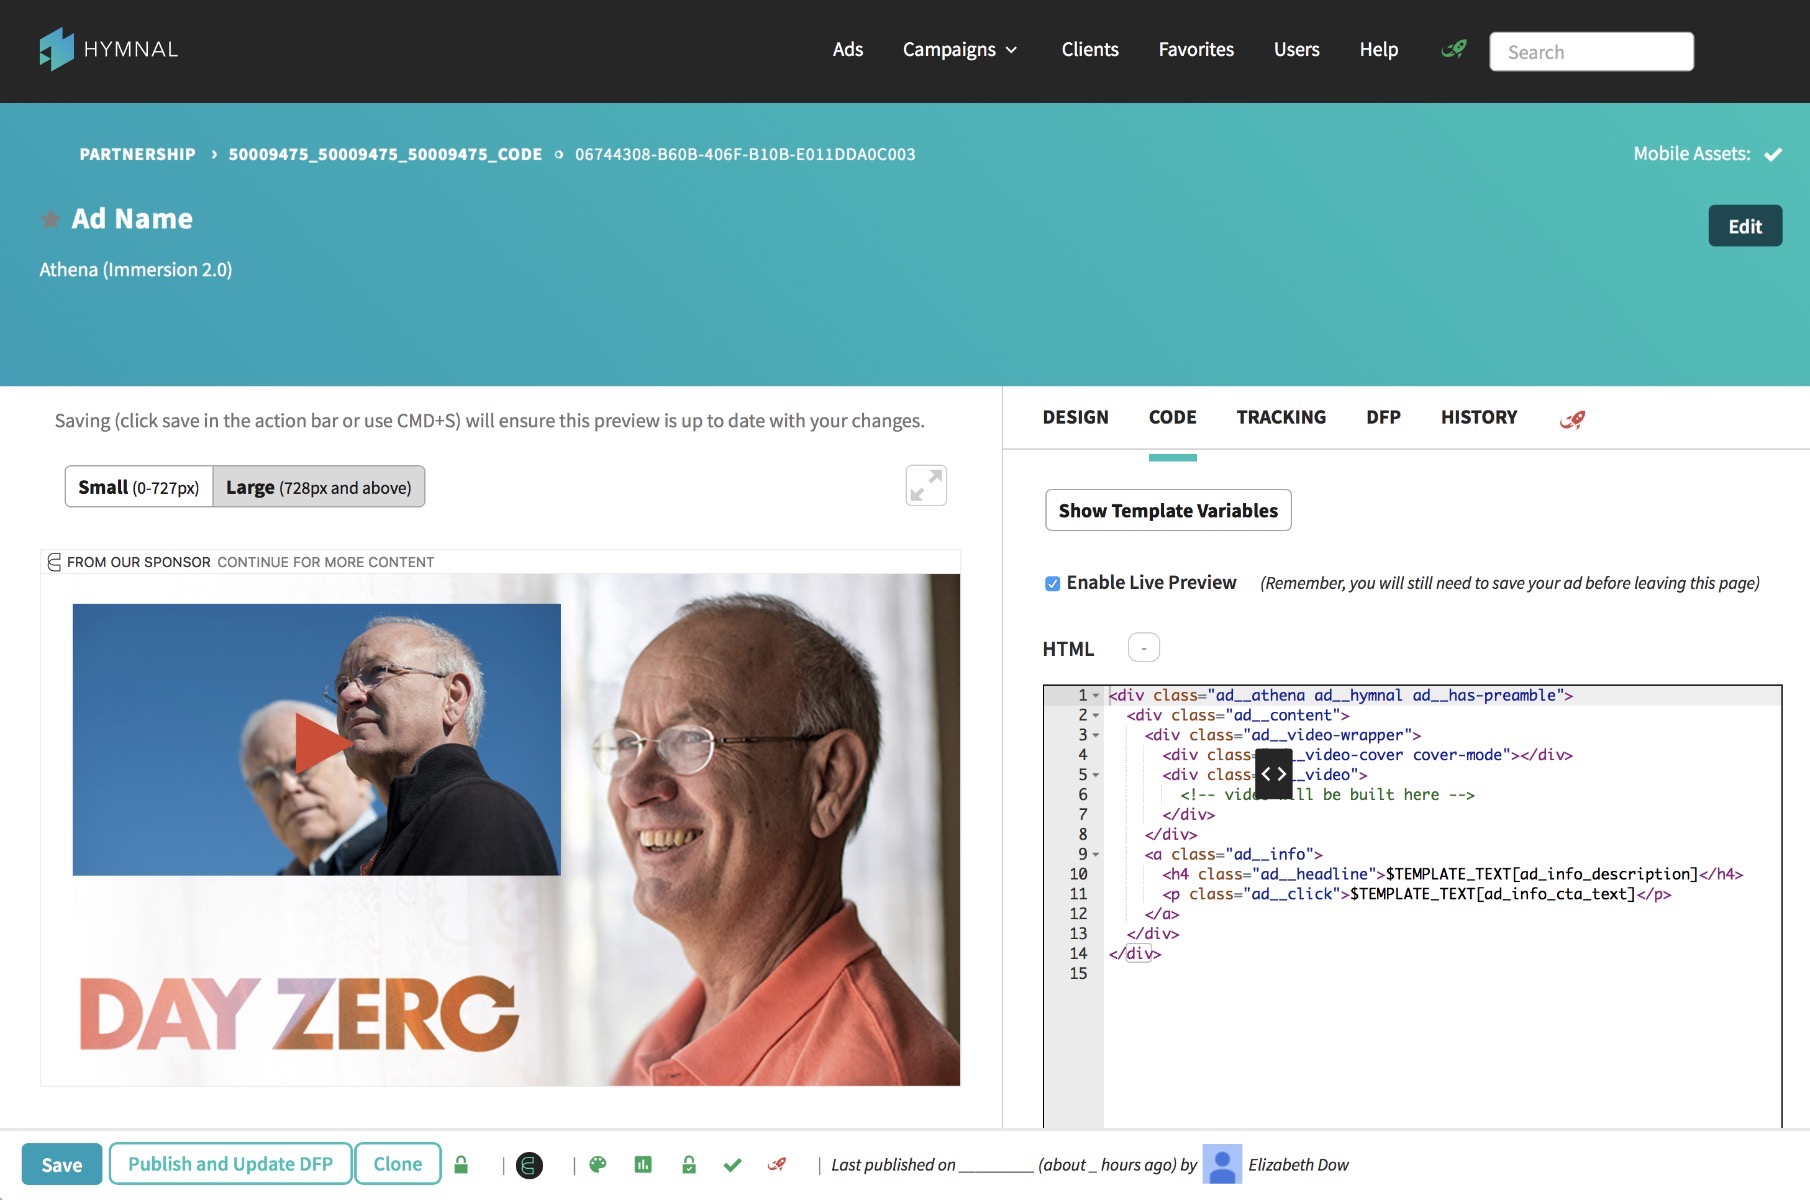 HYMNAL
Ads Campaigns Clients Favorites Users Help Search
PARTNERSHIP › 50009475_50009475_50009475_CODE 06744308-B60B-406F-B10B-E011DDA0C003
Mobile Assets:
Ad Name
Edit
Athena (Immersion 2.0)
Saving (click save in the action bar or use CMD+S) will ensure this preview is up to date with your changes.
Small (0-727px) Large (728px and above)
FROM OUR SPONSOR CONTINUE FOR MORE CONTENT
DAY ZERO
DESIGN CODE TRACKING DFP HISTORY
Show Template Variables
Enable Live Preview (Remember, you will still need to save your ad before leaving this page)
HTML -
1 <div class="ad__athena ad__hymnal ad__has-preamble">
2 <div class="ad__content">
3 <div class="ad__video-wrapper">
4 <div class= __video-cover cover-mode"></div>
5 <div class= __video">
6 <!-- be built here -->
7 </div>
8 </div>
9 <a class="ad__info">
10 <h4 class="ad__headline">$TEMPLATE_TEXT[ad_info_description]</h4>
11 <p class="ad__click">$TEMPLATE_TEXT[ad_info_cta_text]</p>
12 </a>
13 </div>
14 </div>
15
Save Publish and Update DFP Clone | | | Last published on ________ (about _ hours ago) by Elizabeth Dow